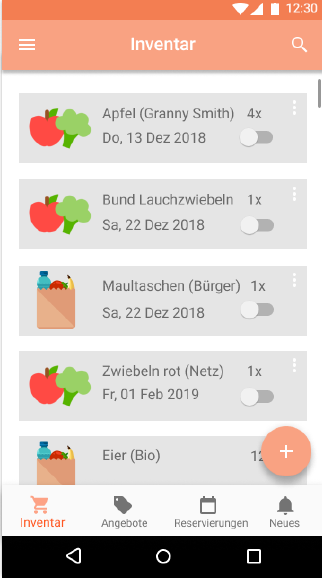 12:30
Inventar
Apfel (Granny Smith) 4x
Do, 13 Dez 2018
Bund Lauchzwiebeln 1x
Sa, 22 Dez 2018
Maultaschen (Bürger) 1x
Sa, 22 Dez 2018
Zwiebeln rot (Netz) 1x
Fr, 01 Feb 2019
Eier (Bio)
Inventar Angebote Reservierungen Neues